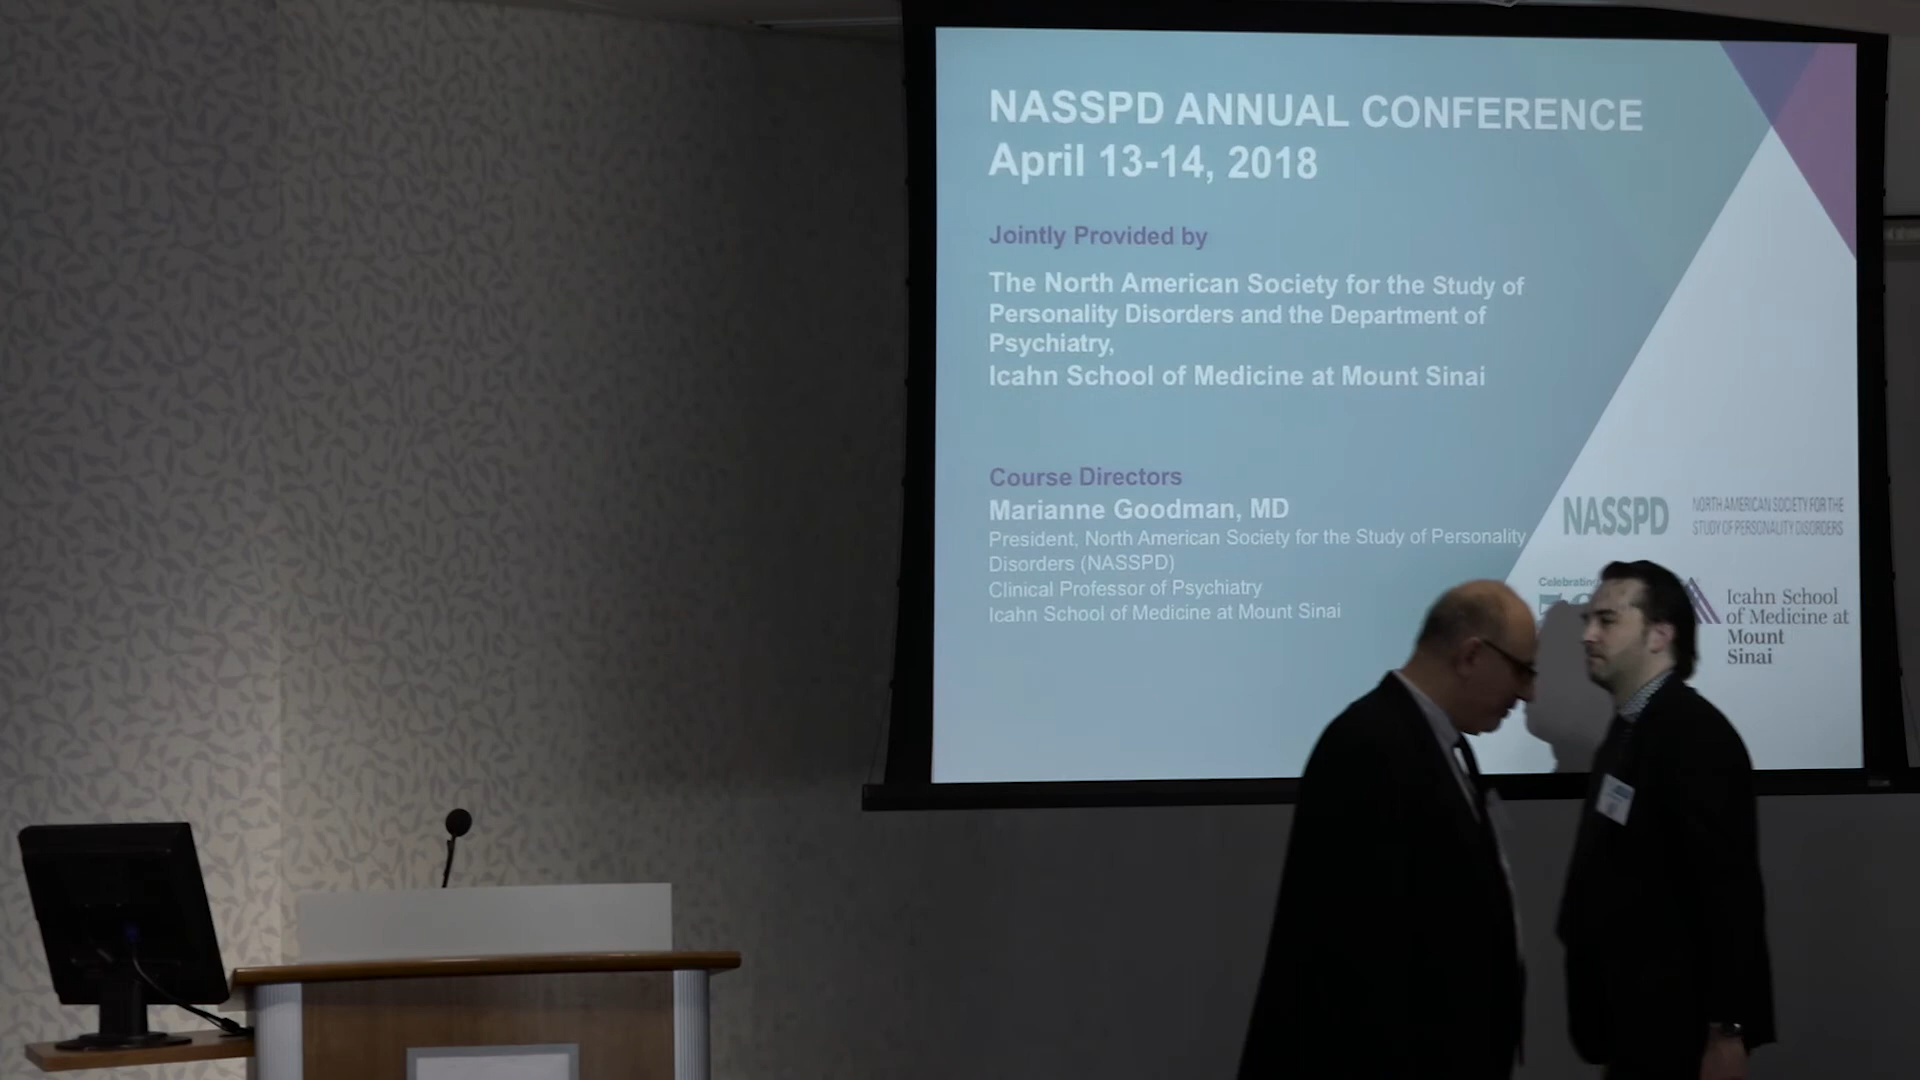 NASSPD ANNUAL CONFERENCE
April 13-14, 2018
Jointly Provided by
The North American Society for the Study of
Personality Disorders and the Department of
Psychiatry,
Icahn School of Medicine at Mount Sinai
Course Directors
Marianne Goodman, MD
President, North American Society for the Study of Personality
Disorders (NASSPD)
Clinical Professor of Psychiatry
Icahn School of Medicine at Mount Sinai
NASSPD
NORTH AMERICAN SOCIETY FOR THE
STUDY OF PERSONALITY DISORDERS
Celebrating
Icahn School
of Medicine at
Mount
Sinai